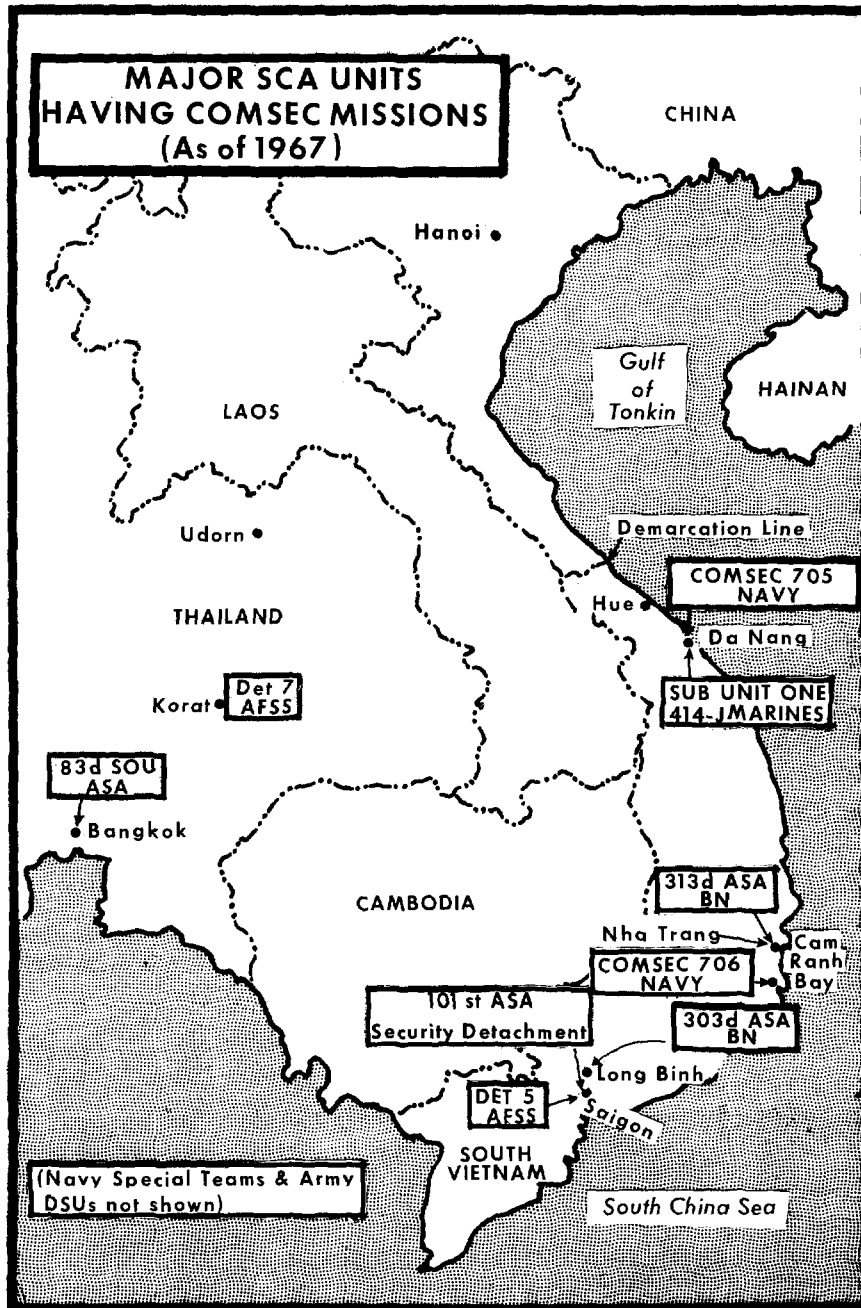 MAJOR SCA UNITS
HAVING COMSEC MISSIONS
(As of 1967)
CHINA
Hanoi
Gulf
of
Tonkin
HAINAN
LAOS
Udorn
Demarcation Line
COMSEC 705
NAVY
Hue
Da Nang
THAILAND
Korat
Det 7
AFSS
SUB UNIT ONE
414-J MARINES
83d SOU
ASA
Bangkok
313d ASA
BN
CAMBODIA
Nha Trang
Cam
Ranh
Bay
COMSEC 706
NAVY
101 st ASA
Security Detachment
303d ASA
BN
Long Binh
DET 5
AFSS
Saigon
SOUTH
VIETNAM
(Navy Special Teams & Army
DSUs not shown)
South China Sea